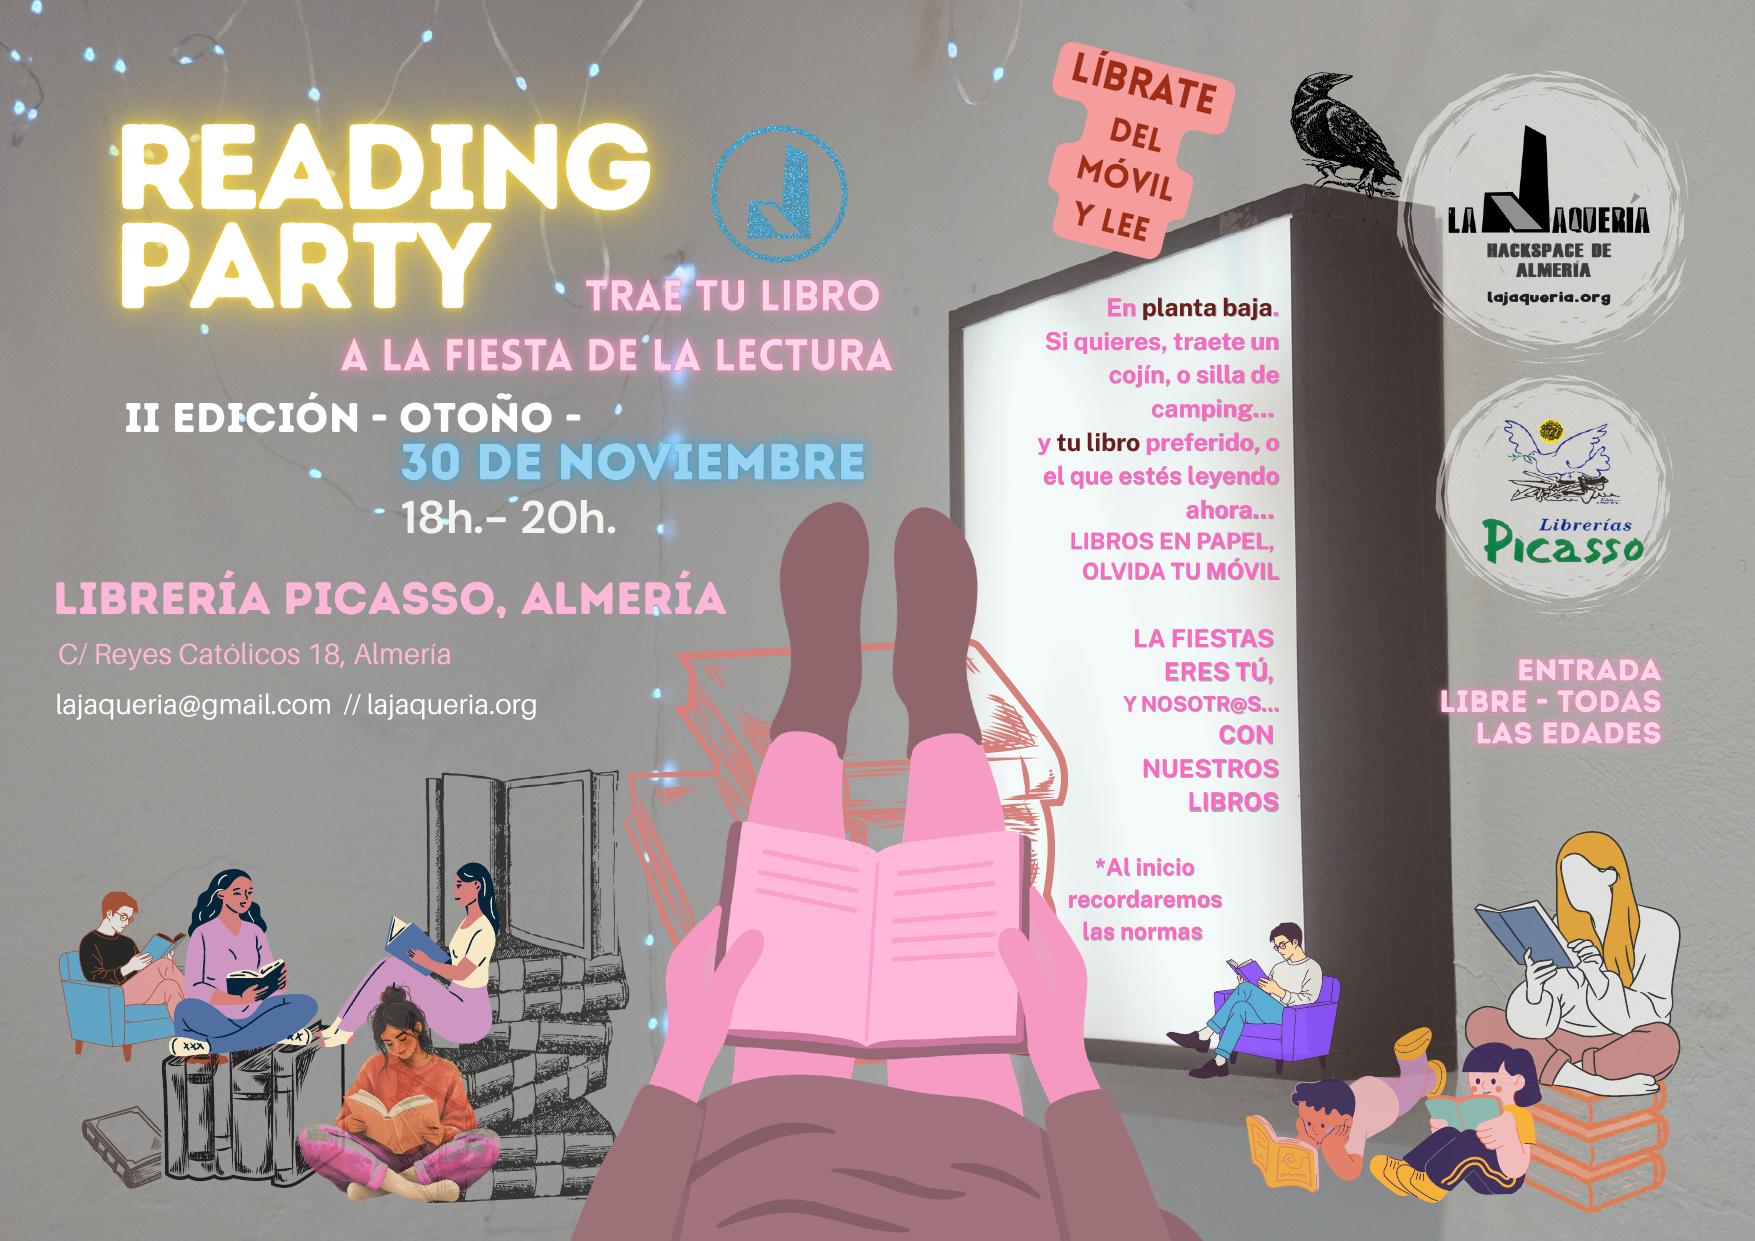 READING
PARTY
TRAE TU LIBRO
A LA FIESTA DE LA LECTURA
II EDICIÓN - OTOÑO -
30 DE NOVIEMBRE
18h.- 20h.
LIBRERÍA PICASSO, ALMERÍA
C/ Reyes Católicos 18, Almería
lajaqueria@gmail.com // lajaqueria.org
LÍBRATE
DEL
MÓVIL
Y LEE
En planta baja.
Si quieres, traete un
cojín, o silla de
camping...
y tu libro preferido, o
el que estés leyendo
ahora...
LIBROS EN PAPEL,
OLVIDA TU MÓVIL
LA FIESTAS
ERES TÚ,
Y NOSOTR@S...
CON
NUESTROS
LIBROS
*Al inicio
recordaremos
las normas
LA JAQUERÍA
HACKSPACE DE
ALMERÍA
lajaqueria.org
Librerías
Picasso
ENTRADA
LIBRE - TODAS
LAS EDADES